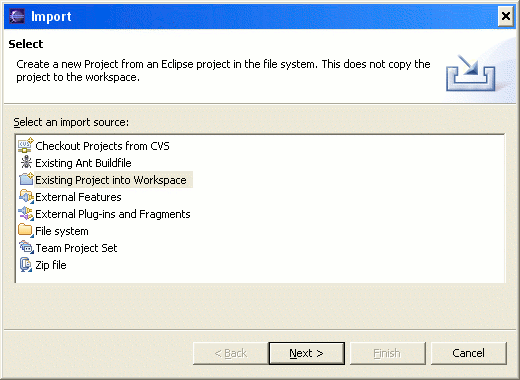 Import
Select
Create a new Project from an Eclipse project in the file system. This does not copy the
project to the workspace.
Select an import source:
Checkout Projects from CVS
Existing Ant Buildfile
Existing Project into Workspace
External Features
External Plug-ins and Fragments
File system
Team Project Set
Zip file
< Back Next > Finish Cancel